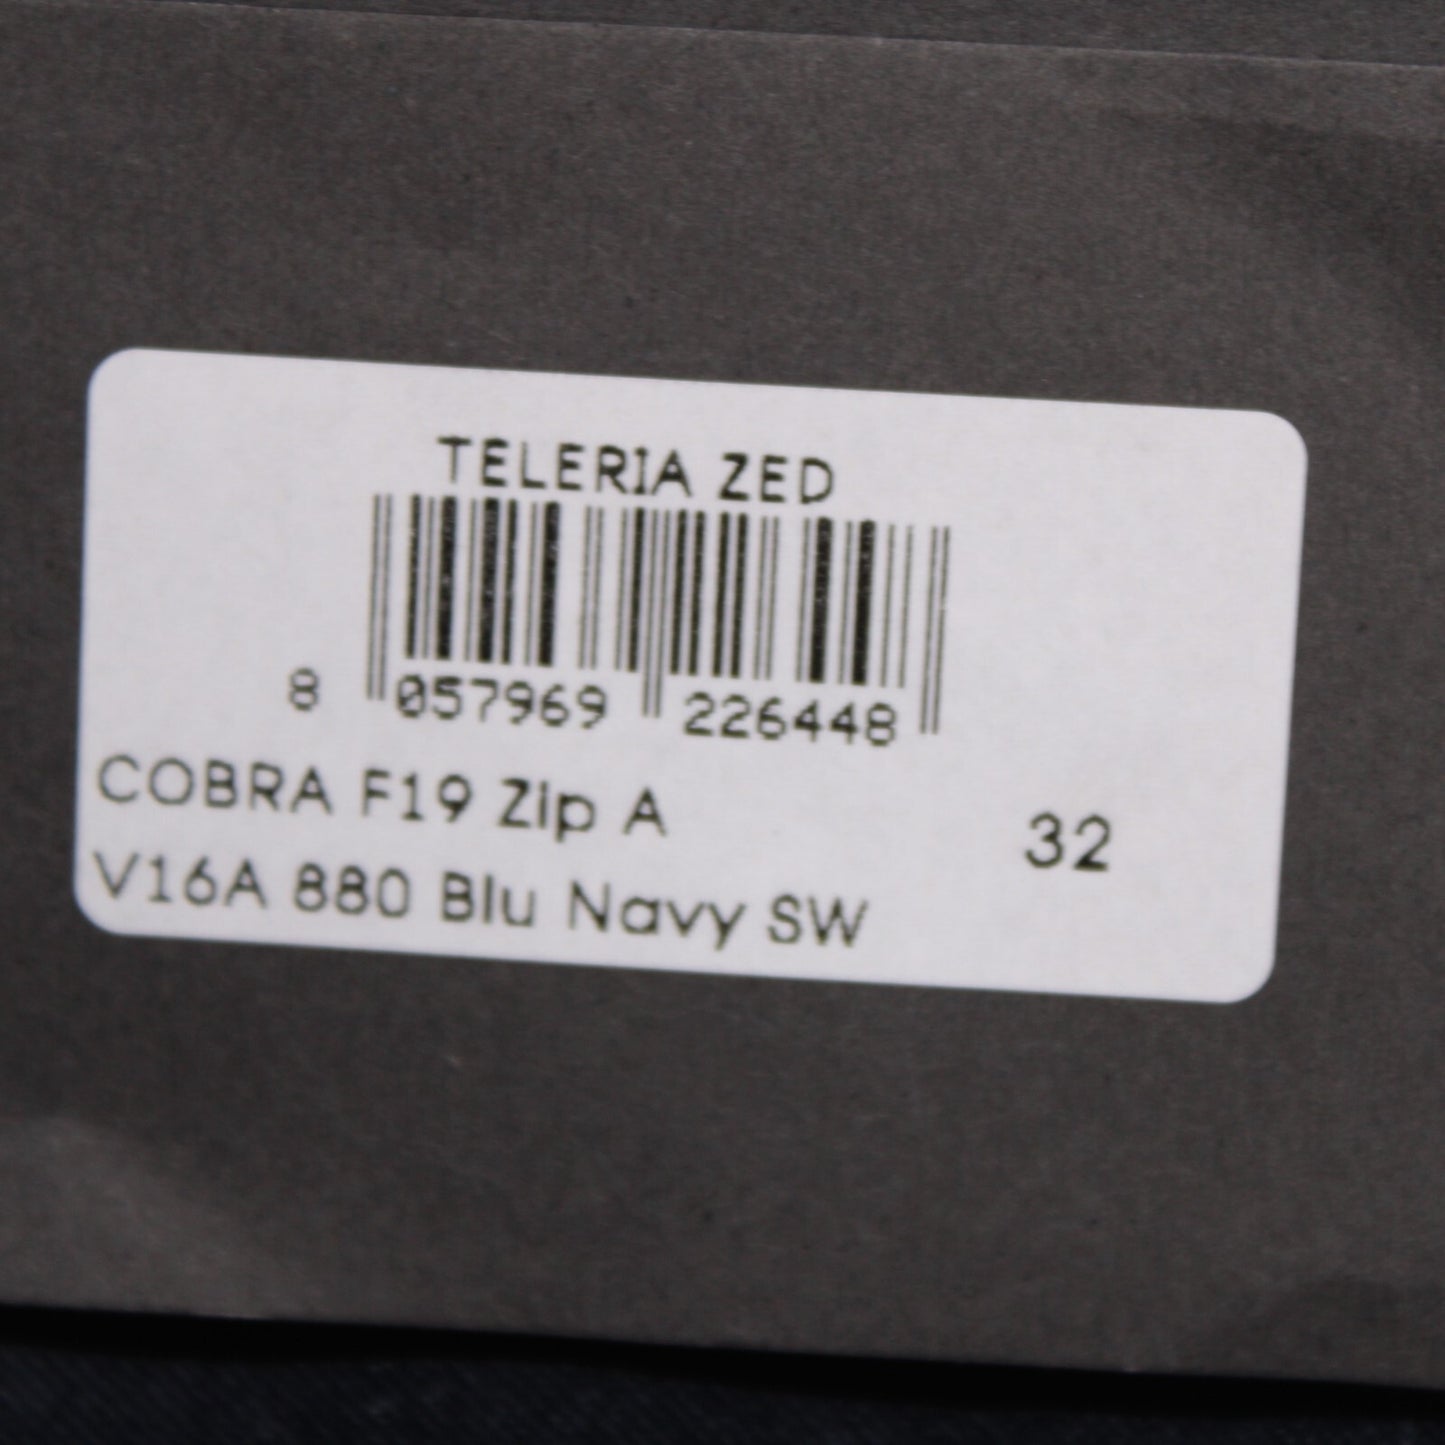 TELERIA ZED
8 057969 226448
COBRA F19 Zip A
32
V16A 880 Blu Navy SW